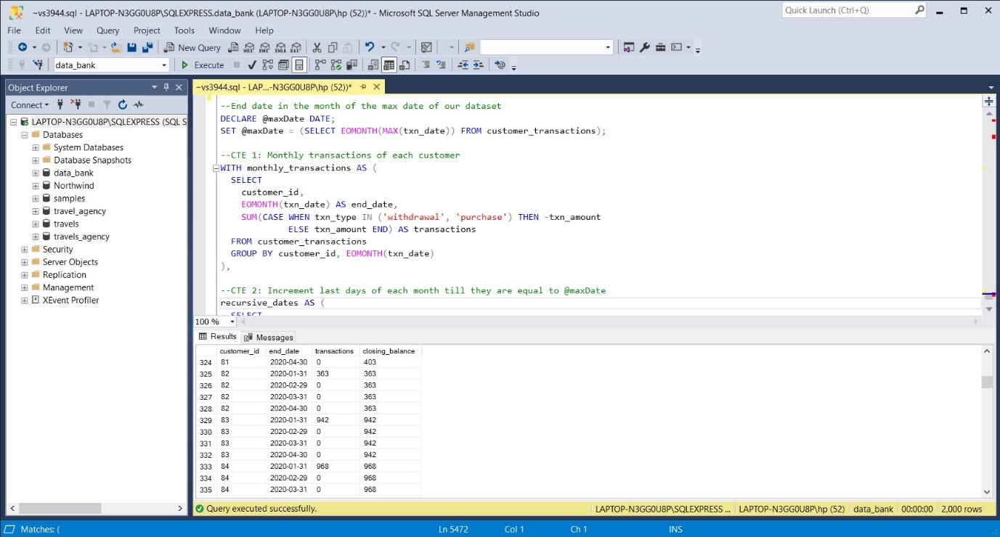 ~vs3944.sql - LAPTOP-N3GG0U8P\SQLEXPRESS.data_bank (LAPTOP-N3GG0U8P\hp (52))* - Microsoft SQL Server Management Studio
Quick Launch (Ctrl+Q)
File Edit View Query Project Tools Window Help
New Query MDX DMX XMLA DAX
data_bank Execute
Object Explorer
Connect
LAPTOP-N3GG0U8P\SQLEXPRESS (SQL S
Databases
System Databases
Database Snapshots
data_bank
Northwind
samples
travel_agency
travels
travels_agency
Security
Server Objects
Replication
Management
XEvent Profiler
~vs3944.sql - LAP...-N3GG0U8P\hp (52))*
--End date in the month of the max date of our dataset
DECLARE @maxDate DATE;
SET @maxDate = (SELECT EOMONTH(MAX(txn_date)) FROM customer_transactions);
--CTE 1: Monthly transactions of each customer
WITH monthly_transactions AS (
SELECT
customer_id,
EOMONTH(txn_date) AS end_date,
SUM(CASE WHEN txn_type IN ('withdrawal', 'purchase') THEN -txn_amount
ELSE txn_amount END) AS transactions
FROM customer_transactions
GROUP BY customer_id, EOMONTH(txn_date)
),
--CTE 2: Increment last days of each month till they are equal to @maxDate
recursive_dates AS (
SELECT
100 %
Results Messages
customer_id end_date transactions closing_balance
324 81 2020-04-30 0 403
325 82 2020-01-31 363 363
326 82 2020-02-29 0 363
327 82 2020-03-31 0 363
328 82 2020-04-30 0 363
329 83 2020-01-31 942 942
330 83 2020-02-29 0 942
331 83 2020-03-31 0 942
332 83 2020-04-30 0 942
333 84 2020-01-31 968 968
334 84 2020-02-29 0 968
335 84 2020-03-31 0 968
Query executed successfully. LAPTOP-N3GG0U8P\SQLEXPRESS ... LAPTOP-N3GG0U8P\hp (52) data_bank 00:00:00 2,000 rows
Matches: ( Ln 5472 Col 1 Ch 1 INS